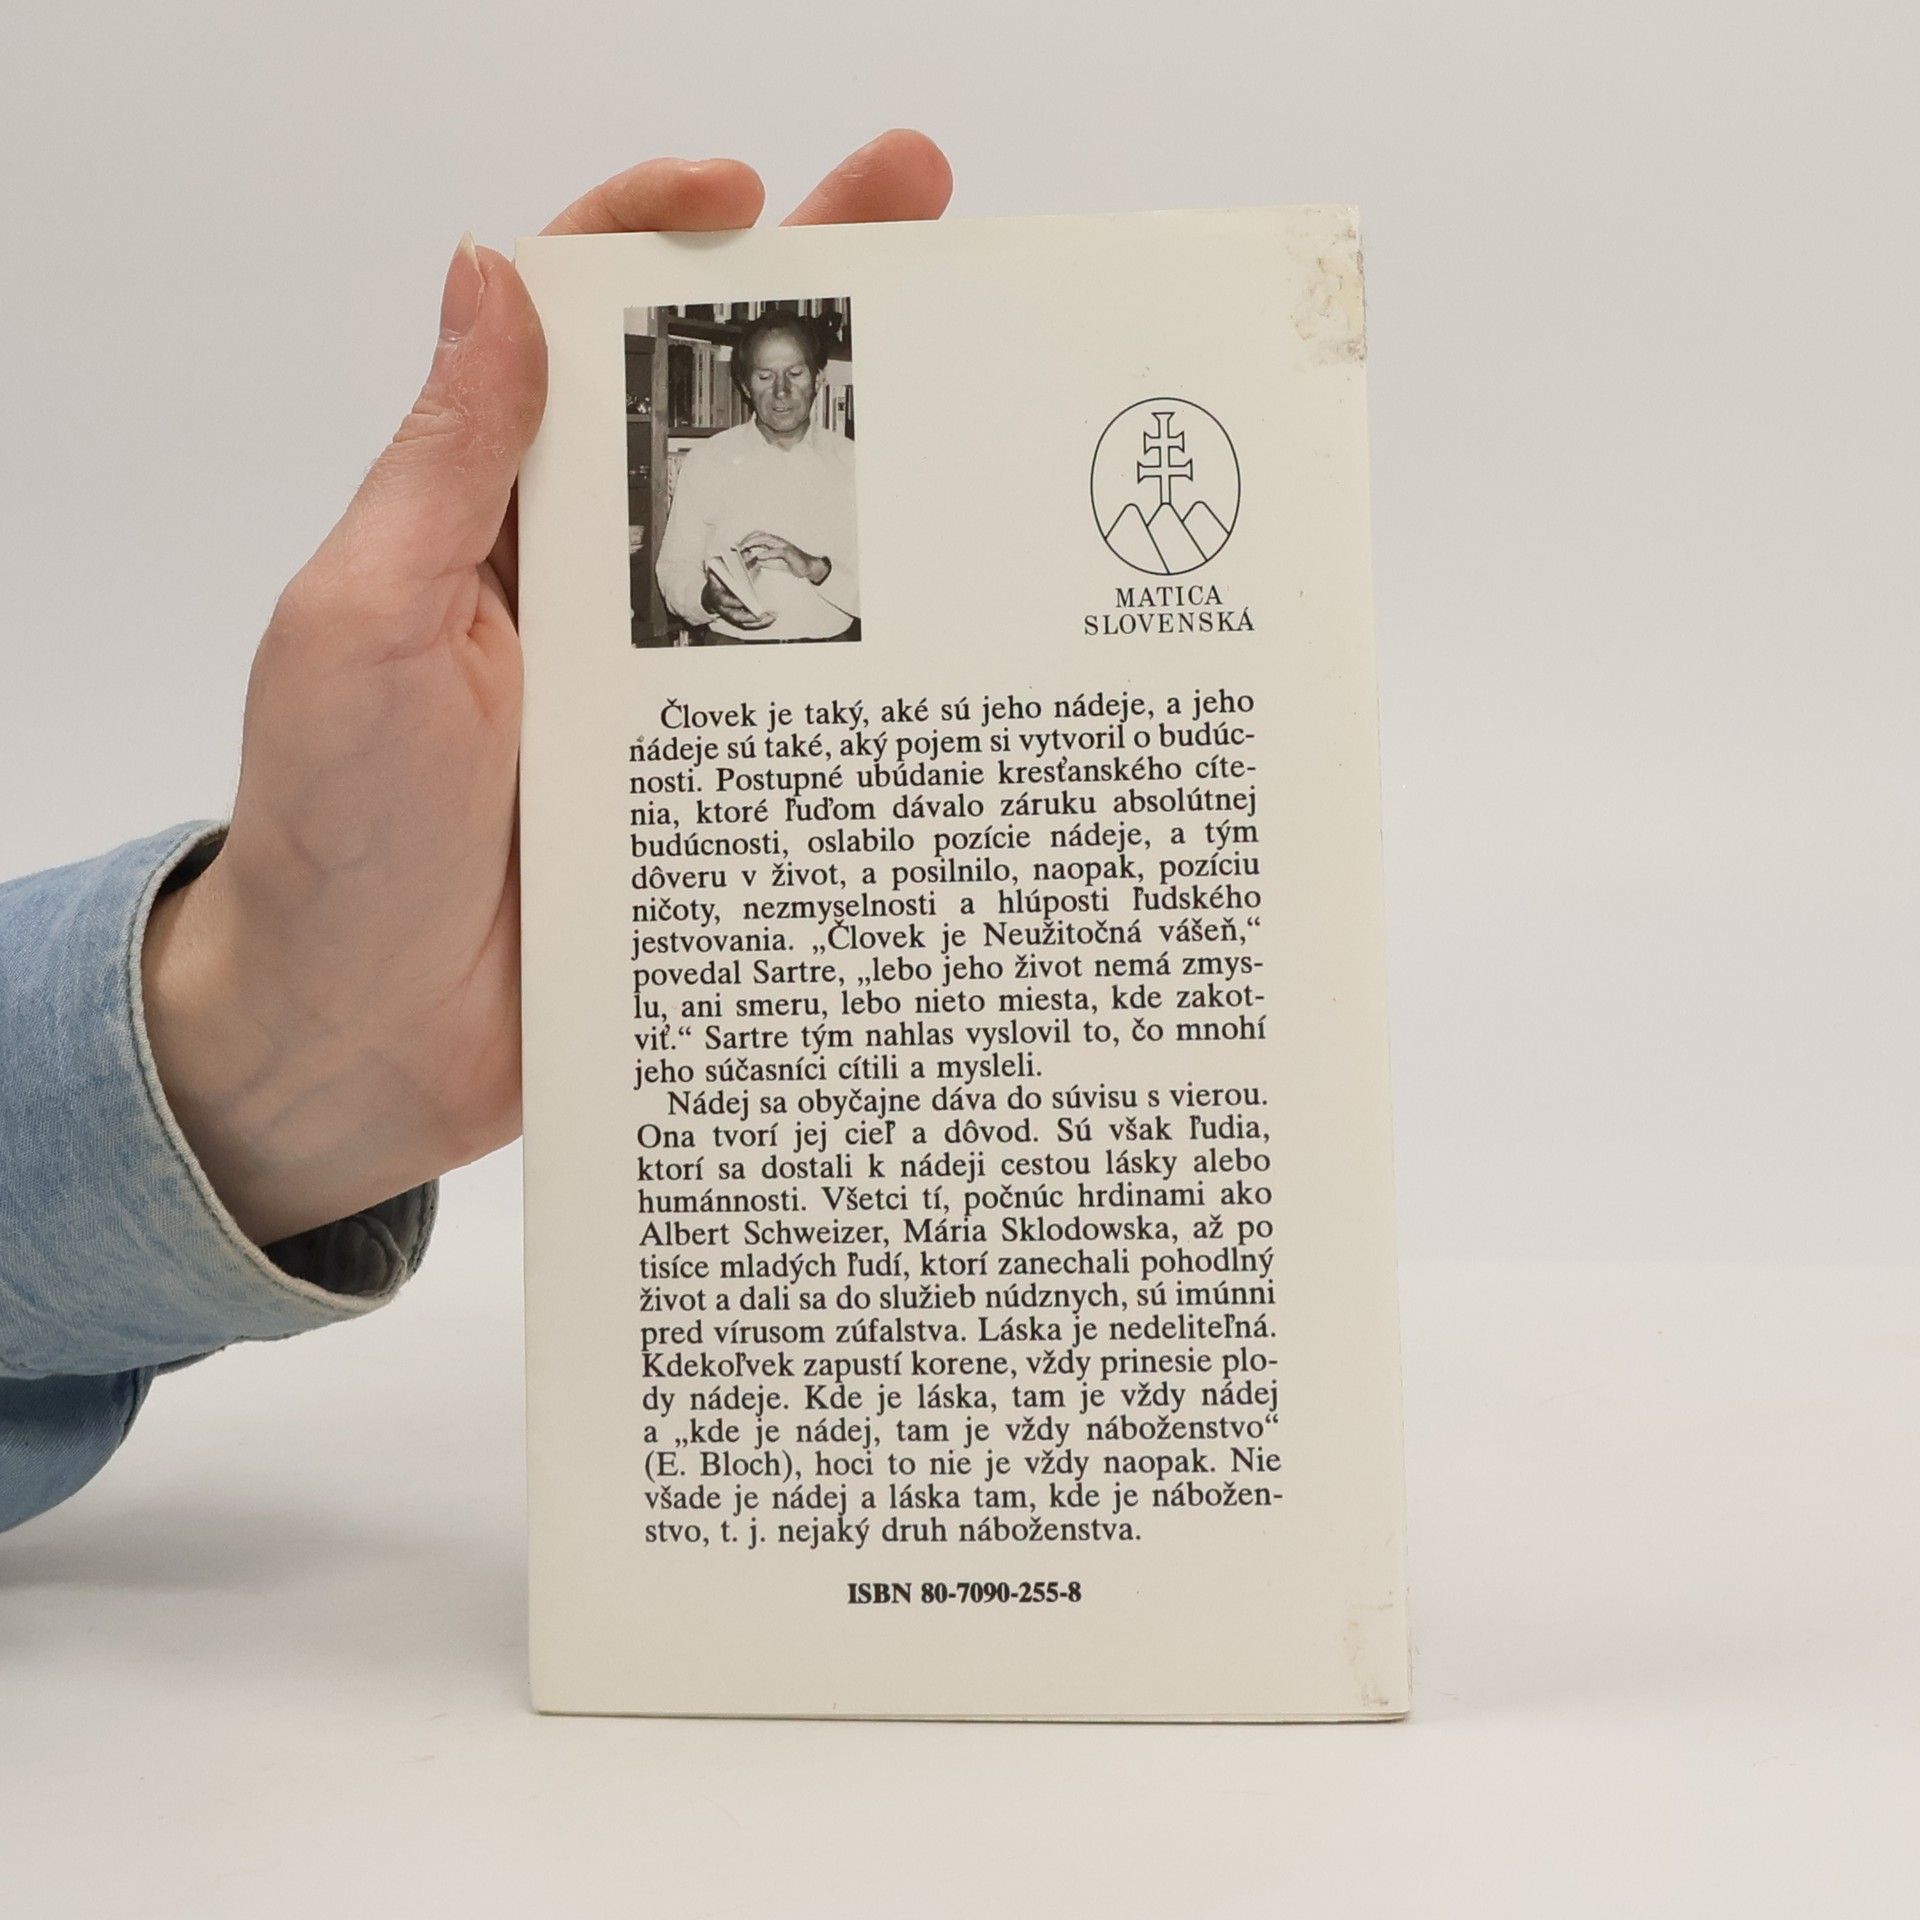 MATICA
SLOVENSKÁ
Človek je taký, aké sú jeho nádeje, a jeho
nádeje sú také, aký pojem si vytvoril o budúc-
nosti. Postupné ubúdanie kresťanského cíte-
nia, ktoré ľuďom dávalo záruku absolútnej
budúcnosti, oslabilo pozície nádeje, a tým
dôveru v život, a posilnilo, naopak, pozíciu
ničoty, nezmyselnosti a hlúposti ľudského
jestvovania. „Človek je Neužitočná vášeň,“
povedal Sartre, „lebo jeho život nemá zmys-
lu, ani smeru, lebo nieto miesta, kde zakot-
viť.“ Sartre tým nahlas vyslovil to, čo mnohí
jeho súčasníci cítili a mysleli.
Nádej sa obyčajne dáva do súvisu s vierou.
Ona tvorí jej cieľ a dôvod. Sú však ľudia,
ktorí sa dostali k nádeji cestou lásky alebo
humánnosti. Všetci tí, počnúc hrdinami ako
Albert Schweizer, Mária Sklodowska, až po
tisíce mladých ľudí, ktorí zanechali pohodlný
život a dali sa do služieb núdznych, sú imúnni
pred vírusom zúfalstva. Láska je nedeliteľná.
Kdekoľvek zapustí korene, vždy prinesie plo-
dy nádeje. Kde je láska, tam je vždy nádej
a „kde je nádej, tam je vždy náboženstvo“
(E. Bloch), hoci to nie je vždy naopak. Nie
všade je nádej a láska tam, kde je nábožen-
stvo, t. j. nejaký druh náboženstva.
ISBN 80-7090-255-8